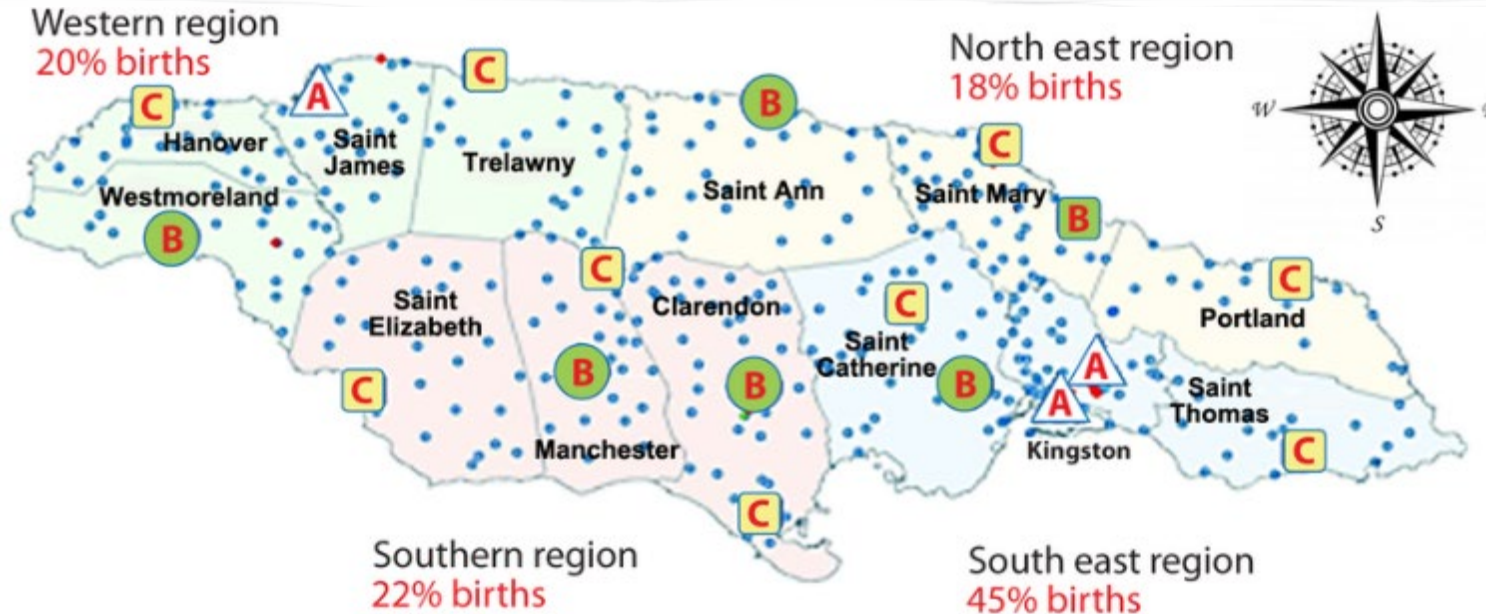 Western region
20% births
North east region
18% births
W
S
C
A
C
B
C
Hanover
Saint
James
Trelawny
Saint Ann
Saint Mary
Westmoreland
B
B
C
C
Saint
Elizabeth
Clarendon
C
Saint
Catherine
Portland
C
B
B
B
A
A
Saint
Thomas
Manchester
Kingston
C
C
Southern region
22% births
South east region
45% births